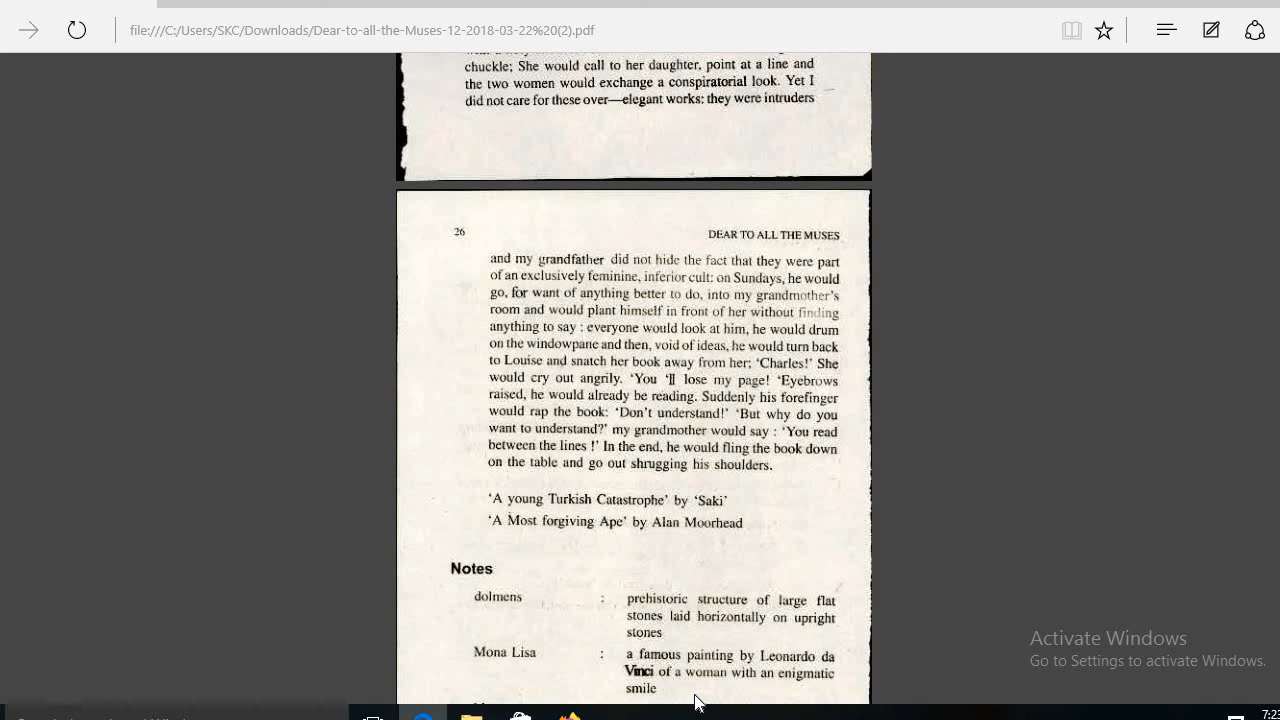 file:///C:/Users/SKC/Downloads/Dear-to-all-the-Muses-12-2018-03-22%20(2).pdf
chuckle; She would call to her daughter, point at a line and
the two women would exchange a conspiratorial look. Yet I
did not care for these over—elegant works: they were intruders
26 DEAR TO ALL THE MUSES
and my grandfather did not hide the fact that they were part
of an exclusively feminine, inferior cult: on Sundays, he would
go, for want of anything better to do, into my grandmother's
room and would plant himself in front of her without finding
anything to say : everyone would look at him, he would drum
on the windowpane and then, void of ideas, he would turn back
to Louise and snatch her book away from her; 'Charles!' She
would cry out angrily. 'You 'll lose my page! 'Eyebrows
raised, he would already be reading. Suddenly his forefinger
would rap the book: 'Don't understand!' 'But why do you
want to understand?' my grandmother would say : 'You read
between the lines !' In the end, he would fling the book down
on the table and go out shrugging his shoulders.
'A young Turkish Catastrophe' by 'Saki'
'A Most forgiving Ape' by Alan Moorhead
Notes
dolmens : prehistoric structure of large flat
stones laid horizontally on upright
stones
Mona Lisa : a famous painting by Leonardo da
Vinci of a woman with an enigmatic
smile
Activate Windows
Go to Settings to activate Windows.
7:23